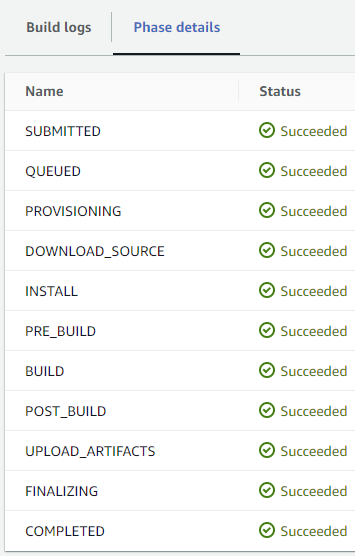 Build logs Phase details
Name Status
SUBMITTED Succeeded
QUEUED Succeeded
PROVISIONING Succeeded
DOWNLOAD_SOURCE Succeeded
INSTALL Succeeded
PRE_BUILD Succeeded
BUILD Succeeded
POST_BUILD Succeeded
UPLOAD_ARTIFACTS Succeeded
FINALIZING Succeeded
COMPLETED Succeeded